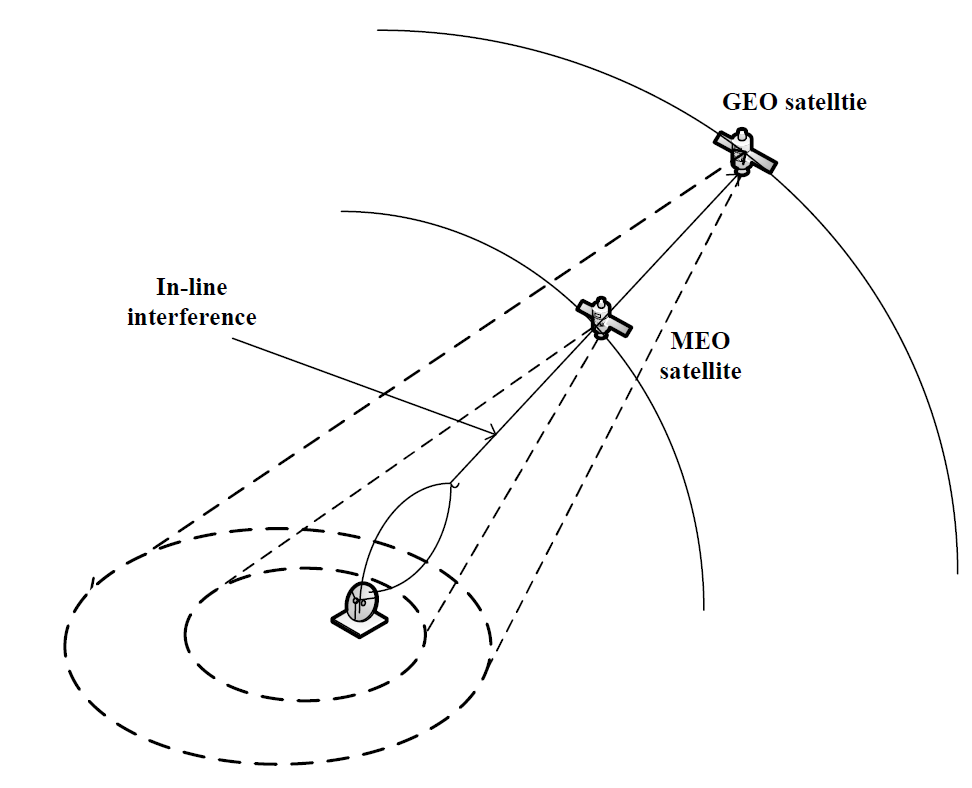 GEO satelltie
In-line
interference
MEO
satellite